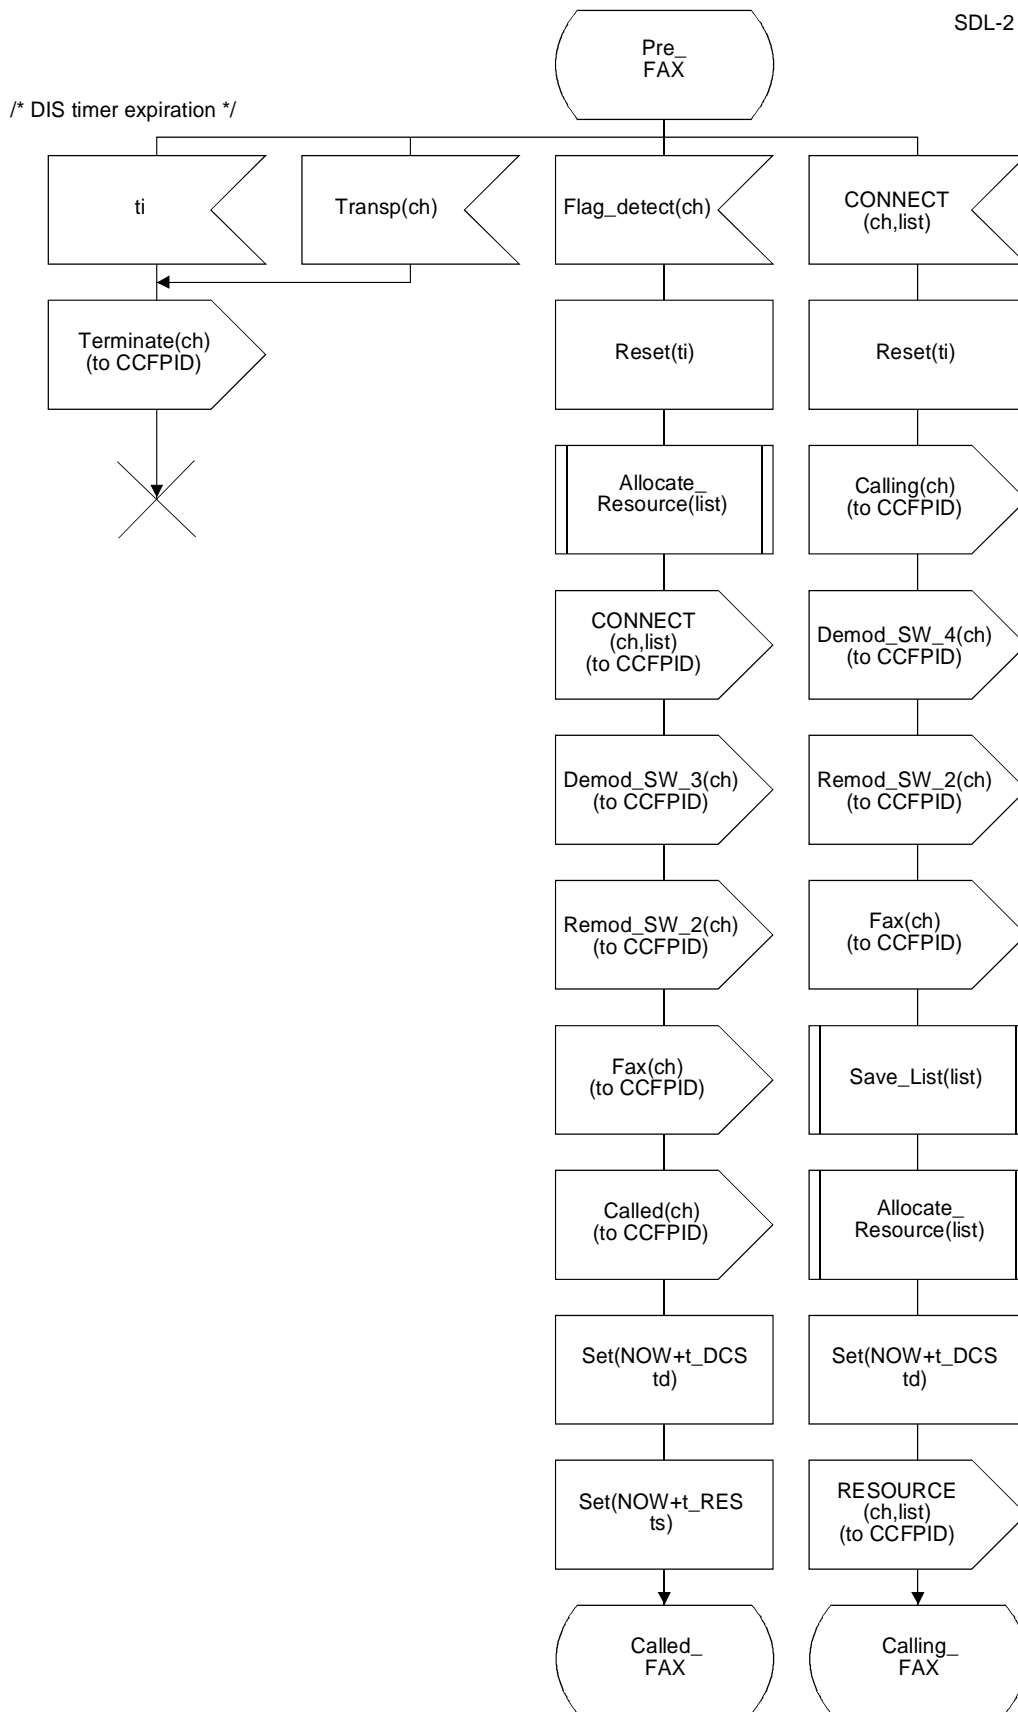 SDL-2
Pre_
FAX
/* DIS timer expiration */
ti
Transp(ch)
Flag_detect(ch)
CONNECT
(ch,list)
Terminate(ch)
(to CCFPID)
Reset(ti)
Reset(ti)
Allocate_
Resource(list)
Calling(ch)
(to CCFPID)
CONNECT
(ch,list)
(to CCFPID)
Demod_SW_4(ch)
(to CCFPID)
Demod_SW_3(ch)
(to CCFPID)
Remod_SW_2(ch)
(to CCFPID)
Remod_SW_2(ch)
(to CCFPID)
Fax(ch)
(to CCFPID)
Fax(ch)
(to CCFPID)
Save_List(list)
Called(ch)
(to CCFPID)
Allocate_
Resource(list)
Set(NOW+t_DCS
td)
Set(NOW+t_DCS
td)
Set(NOW+t_RES
ts)
RESOURCE
(ch,list)
(to CCFPID)
Called_
FAX
Calling_
FAX